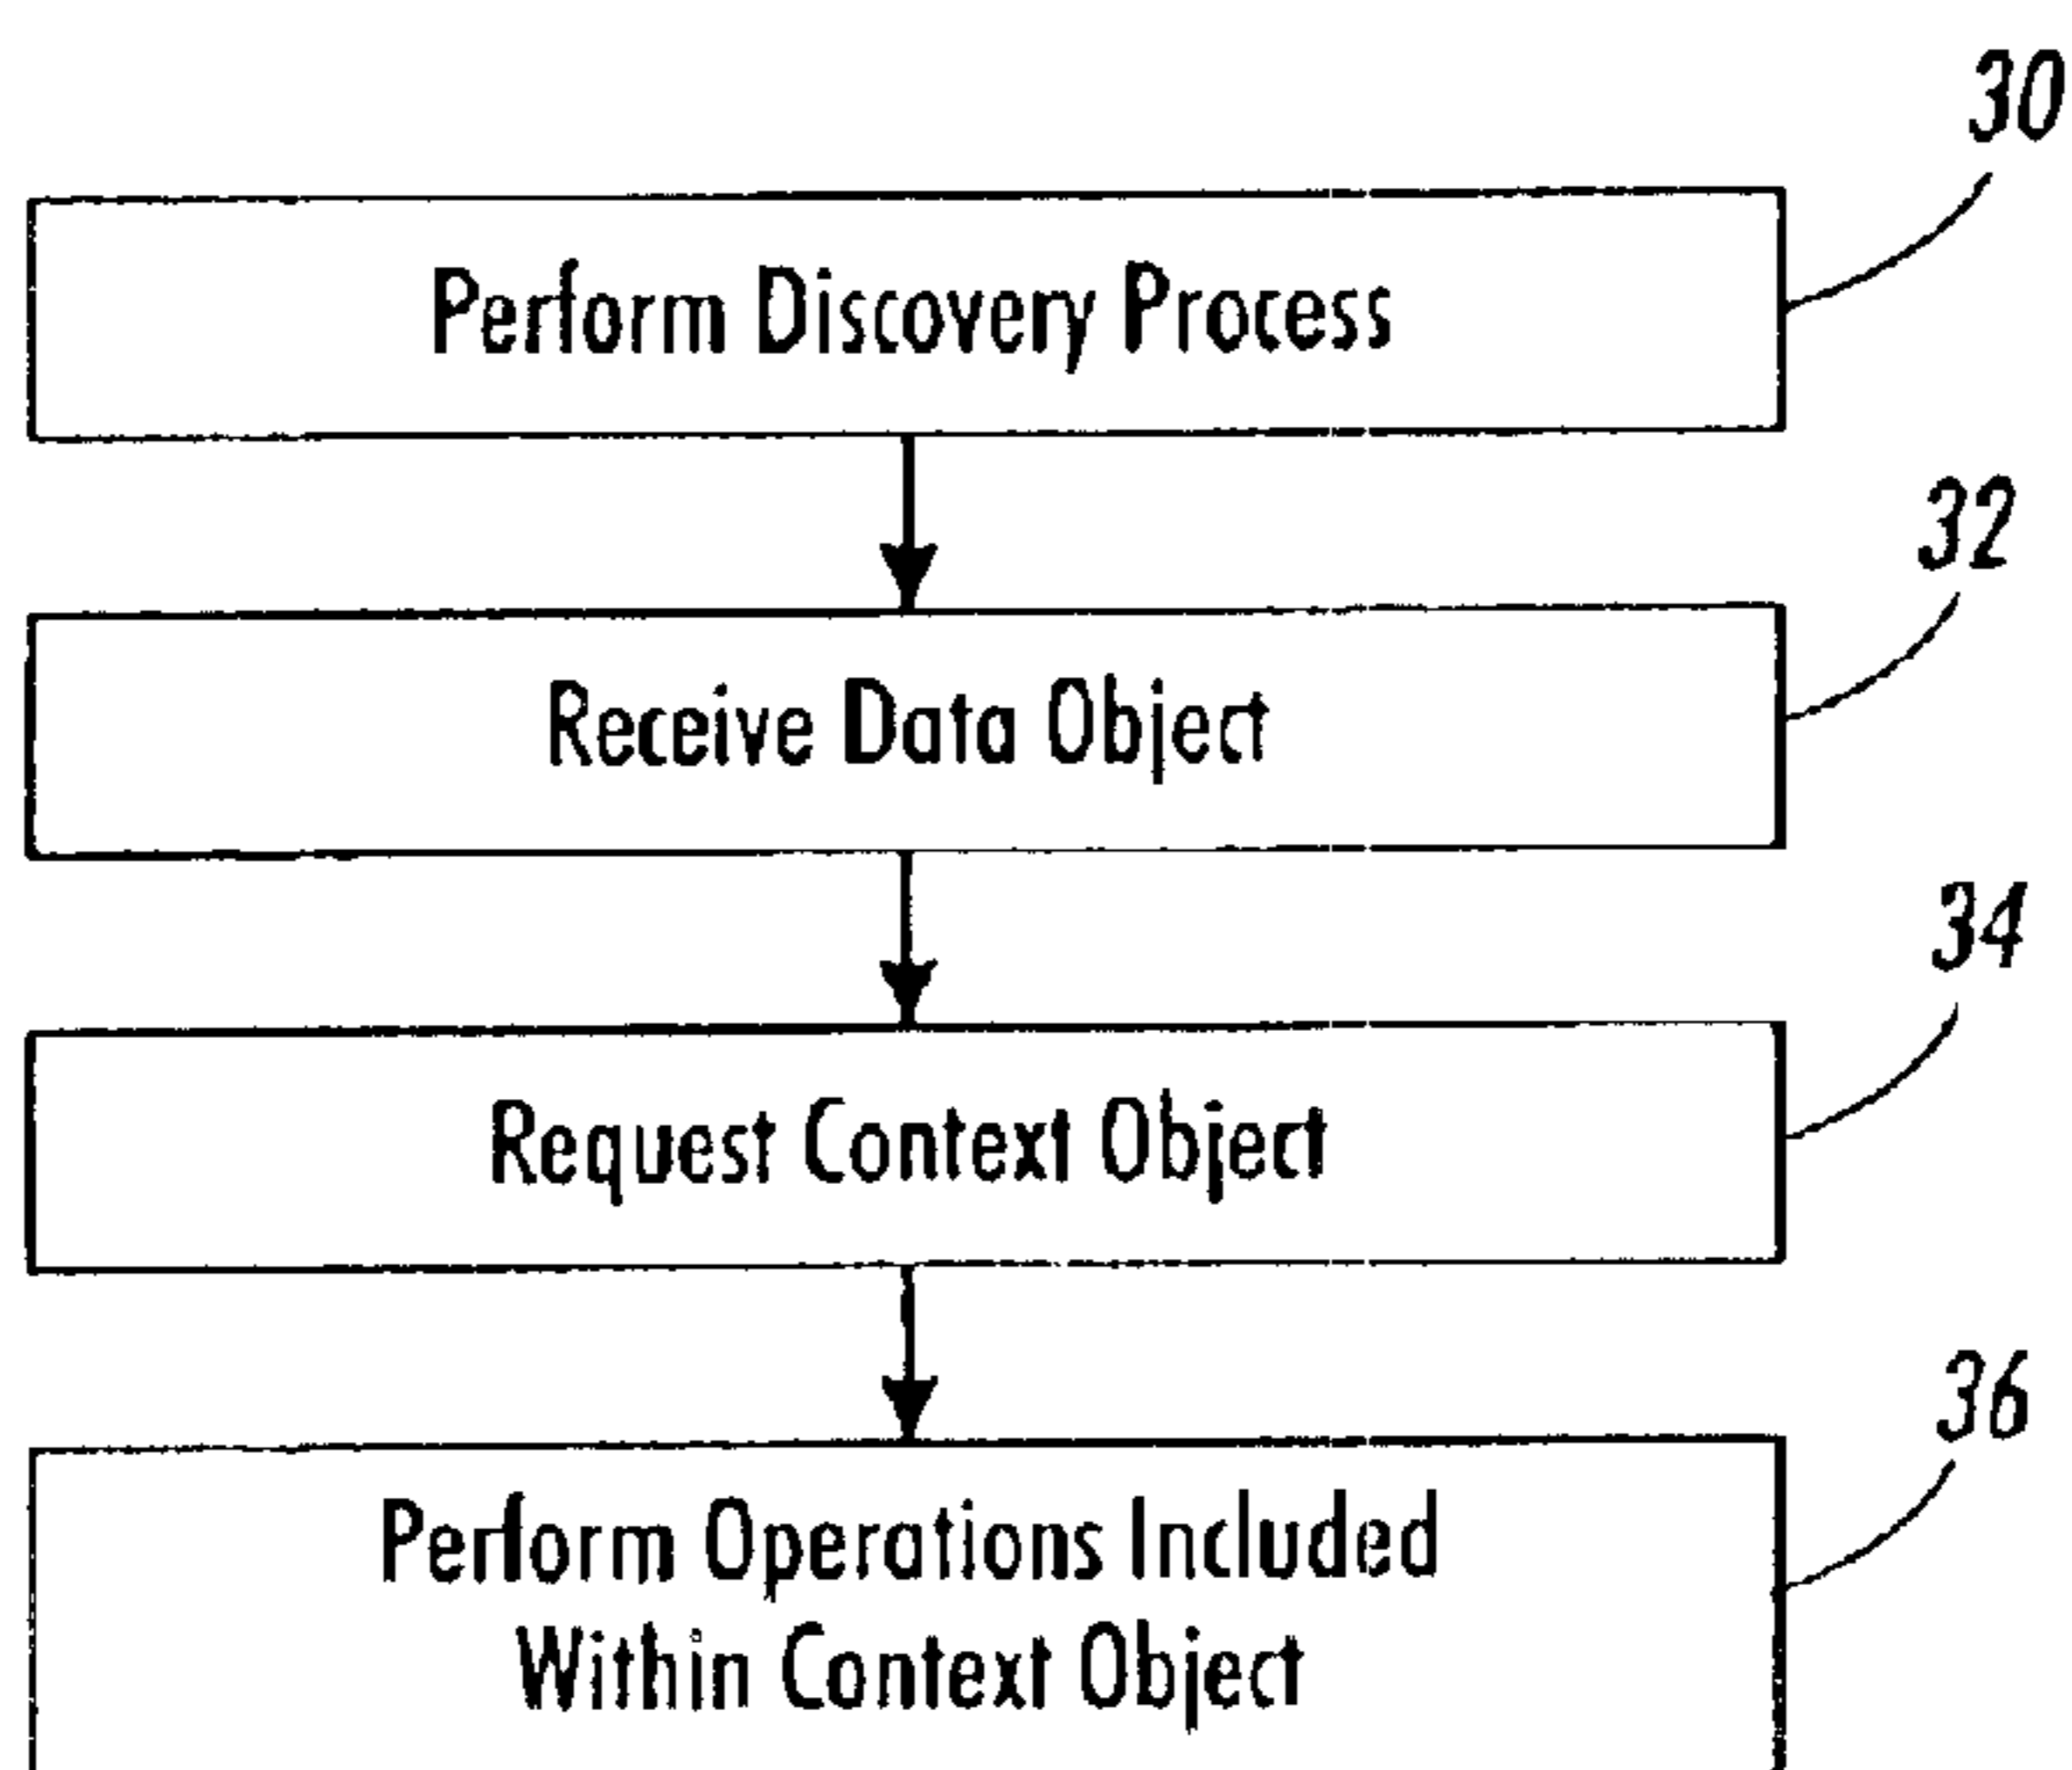 30
Perform Discovery Process
32
Receive Data Object
34
Request Context Object
36
Perform Operations Included
Within Context Object